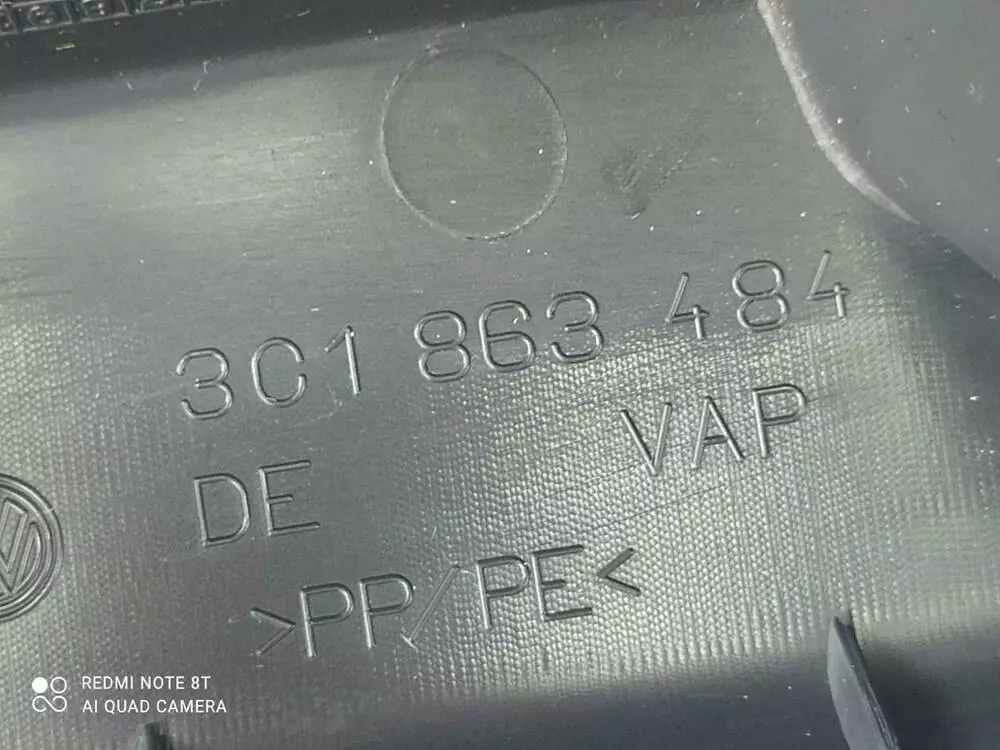 3C1 863 484
DE VAP
>PP/PE<
REDMI NOTE 8T
AI QUAD CAMERA